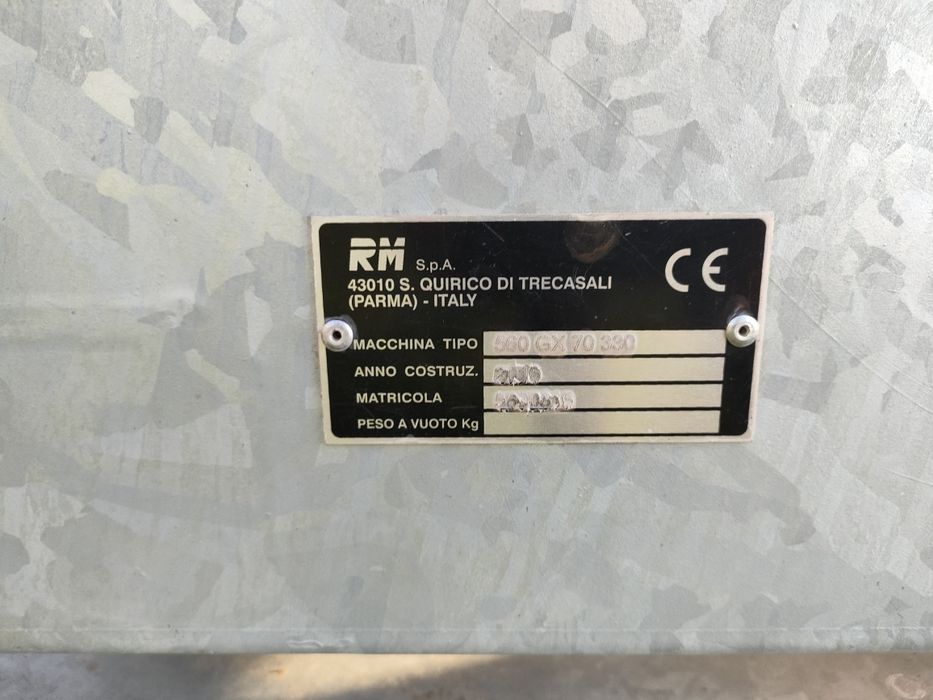 RM S.p.A.
43010 S. QUIRICO DI TRECASALI
(PARMA) - ITALY
CE
MACCHINA TIPO 560 GX 70 330
ANNO COSTRUZ.
MATRICOLA
PESO A VUOTO Kg